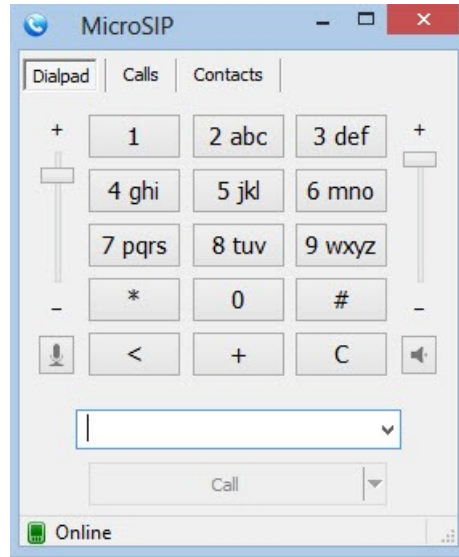 MicroSIP
Dialpad Calls Contacts
+ 1 2 abc 3 def +
4 ghi 5 jkl 6 mno
7 pqrs 8 tuv 9 wxyz
- * 0 # -
< + C
Call
Online